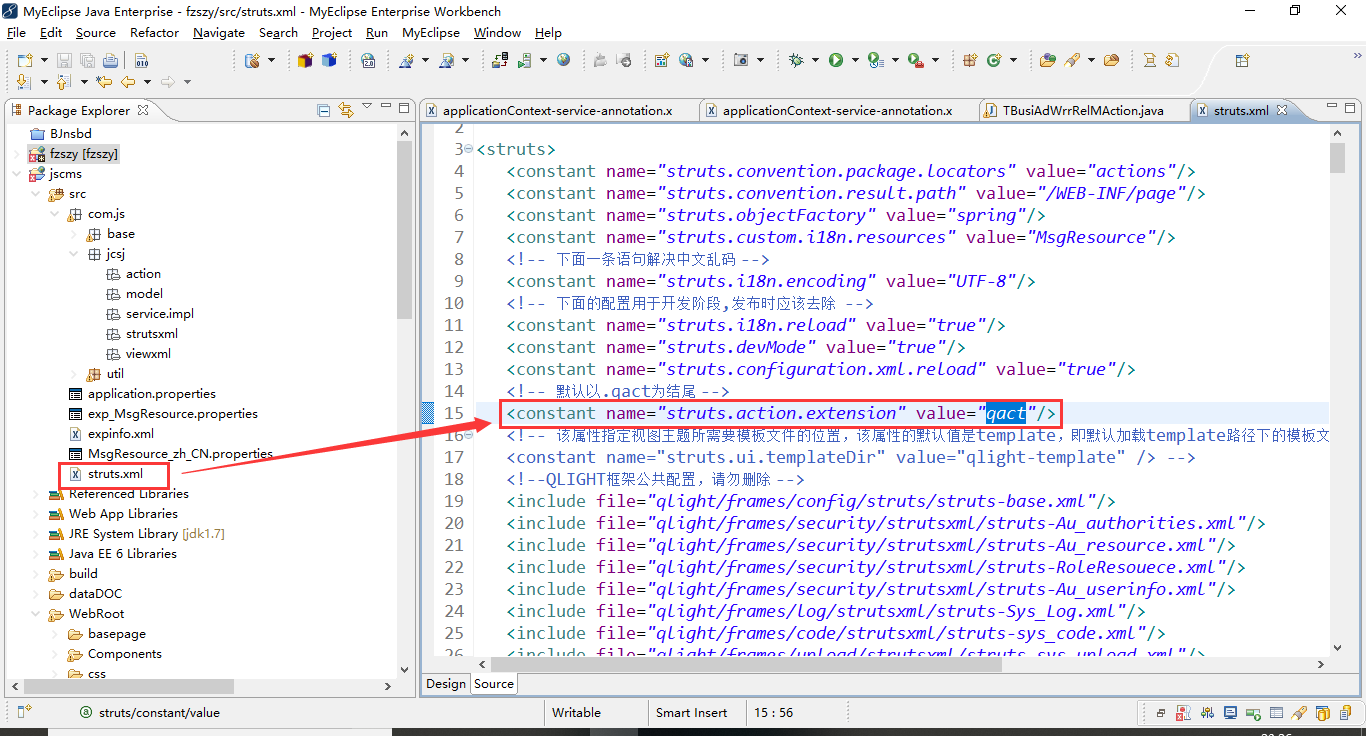 MyEclipse Java Enterprise - fzszy/src/struts.xml - MyEclipse Enterprise Workbench
File Edit Source Refactor Navigate Search Project Run MyEclipse Window Help
Package Explorer
BJnsbd
fzszy [fzszy]
jscms
src
com.js
base
jcsj
action
model
service.impl
strutsxml
viewxml
util
application.properties
exp_MsgResource.properties
expinfo.xml
MsgResource_zh_CN.properties
struts.xml
Referenced Libraries
Web App Libraries
JRE System Library [jdk1.7]
Java EE 6 Libraries
build
dataDOC
WebRoot
basepage
Components
css
applicationContext-service-annotation.x applicationContext-service-annotation.x TBusiAdWrrRelMAction.java struts.xml
2
3 <struts>
4 <constant name="struts.convention.package.locators" value="actions"/>
5 <constant name="struts.convention.result.path" value="/WEB-INF/page"/>
6 <constant name="struts.objectFactory" value="spring"/>
7 <constant name="struts.custom.i18n.resources" value="MsgResource"/>
8 <!-- 下面一条语句解决中文乱码 -->
9 <constant name="struts.i18n.encoding" value="UTF-8"/>
10 <!-- 下面的配置用于开发阶段,发布时应该去除 -->
11 <constant name="struts.i18n.reload" value="true"/>
12 <constant name="struts.devMode" value="true"/>
13 <constant name="struts.configuration.xml.reload" value="true"/>
14 <!-- 默认以.qact为结尾 -->
15 <constant name="struts.action.extension" value="qact"/>
16 <!-- 该属性指定视图主题所需要模板文件的位置，该属性的默认值是template，即默认加载template路径下的模板文
17 <constant name="struts.ui.templateDir" value="qlight-template" /> -->
18 <!--QLIGHT框架公共配置，请勿删除 -->
19 <include file="qlight/frames/config/struts/struts-base.xml"/>
20 <include file="qlight/frames/security/strutsxml/struts-Au_authorities.xml"/>
21 <include file="qlight/frames/security/strutsxml/struts-Au_resource.xml"/>
22 <include file="qlight/frames/security/strutsxml/struts-RoleResouece.xml"/>
23 <include file="qlight/frames/security/strutsxml/struts-Au_userinfo.xml"/>
24 <include file="qlight/frames/log/strutsxml/struts-Sys_Log.xml"/>
25 <include file="qlight/frames/code/strutsxml/struts-sys_code.xml"/>
26 <include file="qlight/frames/upload/strutsxml/struts-sys_upload.xml"/>
Design Source
struts/constant/value Writable Smart Insert 15 : 56